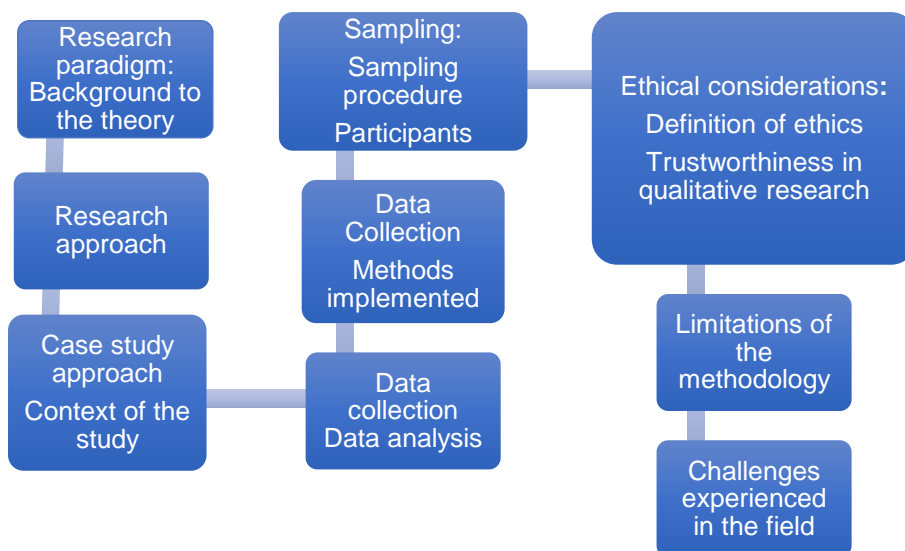 Research
paradigm:
Background to
the theory
Research
approach
Case study
approach
Context of the
study
Data
collection
Data analysis
Data
Collection
Methods
implemented
Sampling:
Sampling
procedure
Participants
Ethical considerations:
Definition of ethics
Trustworthiness in
qualitative research
Limitations of
the
methodology
Challenges
experienced
in the field